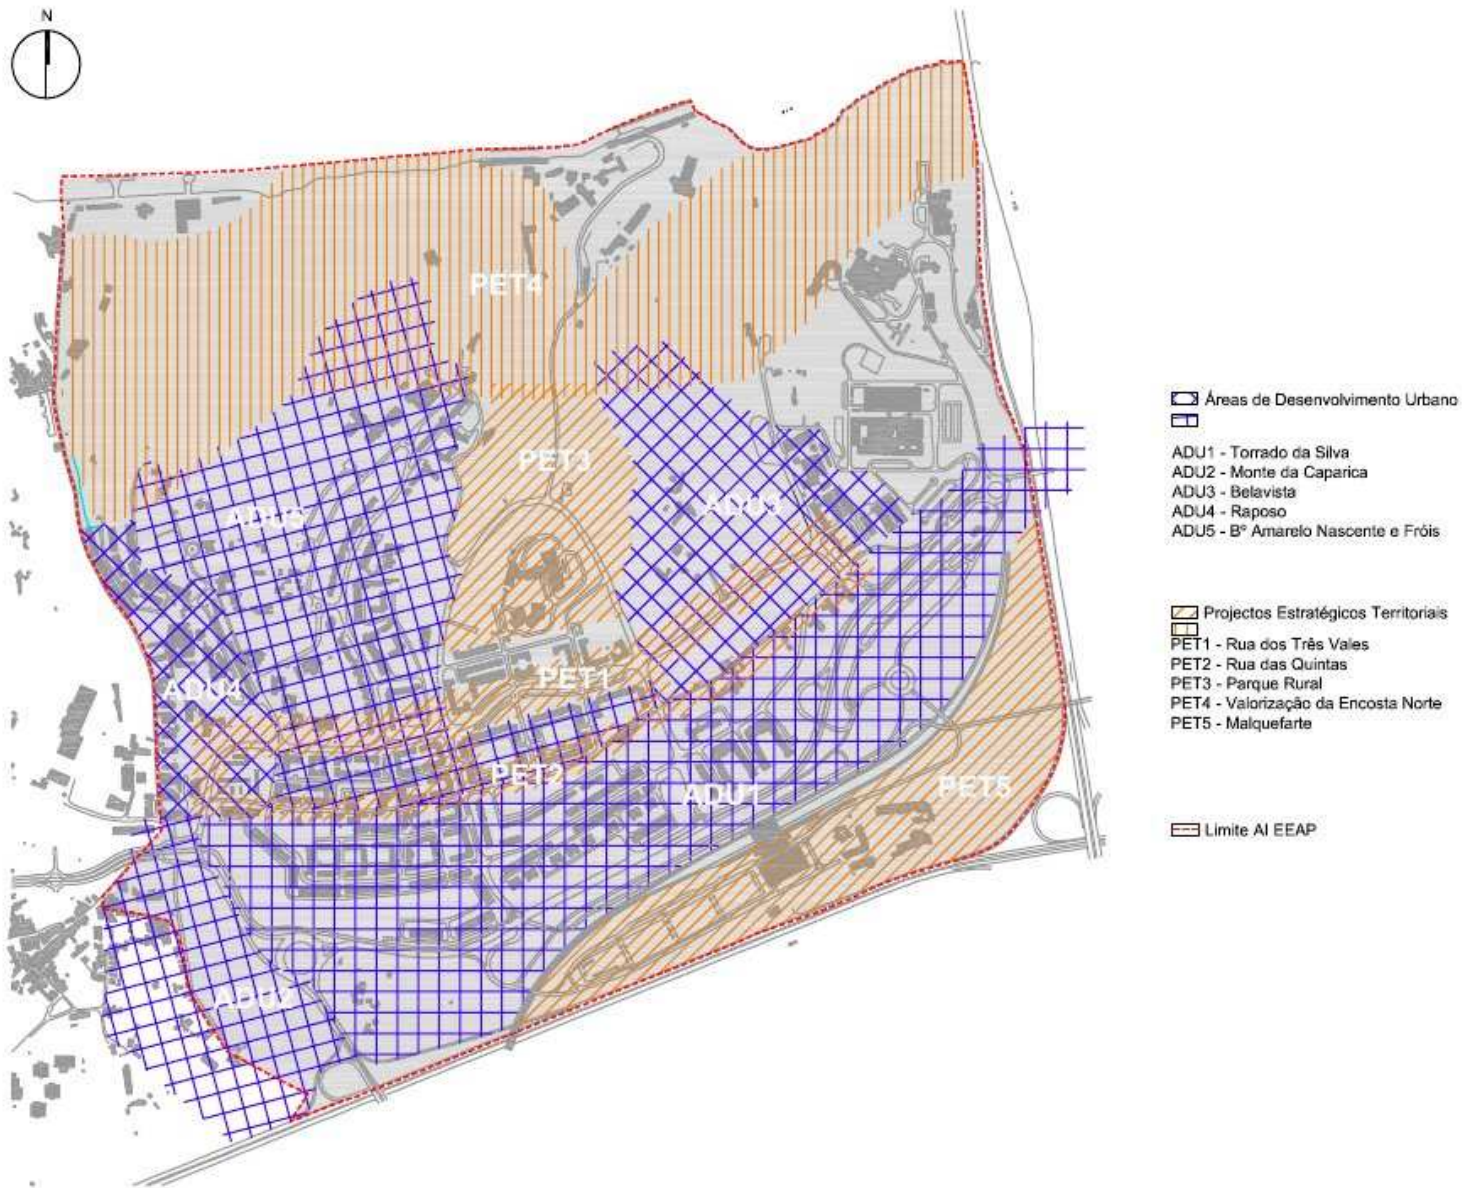 N
PET4
PET3
ADU5
ADU3
ADU4
PET1
PET2
ADU1
PET5
ADU2
Áreas de Desenvolvimento Urbano
ADU1 - Torrado da Silva
ADU2 - Monte da Caparica
ADU3 - Belavista
ADU4 - Raposo
ADU5 - Bº Amarelo Nascente e Fróis
Projectos Estratégicos Territoriais
PET1 - Rua dos Três Vales
PET2 - Rua das Quintas
PET3 - Parque Rural
PET4 - Valorização da Encosta Norte
PET5 - Malquefarte
Limite AI EEAP